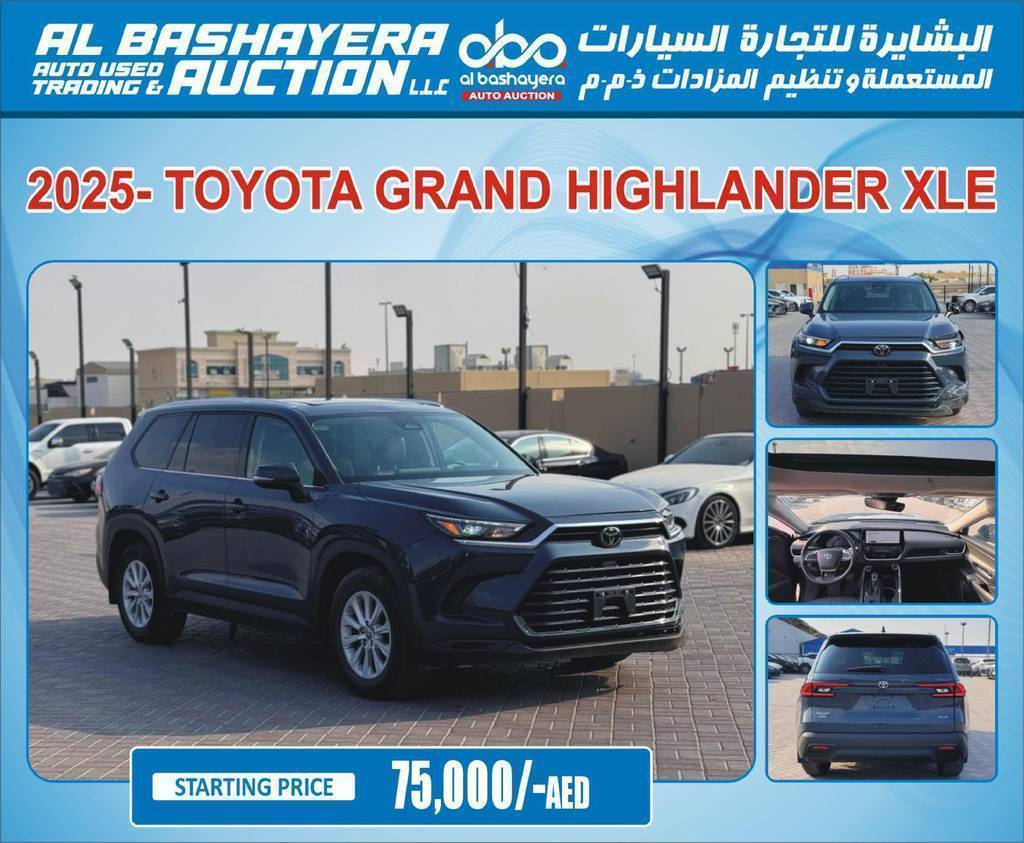 AL BASHAYERA
AUTO USED
TRADING & AUCTION L.L.C
aba
al bashayera
AUTO AUCTION
البشايرة للتجارة السيارات
المستعملة و تنظيم المزادات ذ-م-م
2025- TOYOTA GRAND HIGHLANDER XLE
STARTING PRICE 75,000/-AED